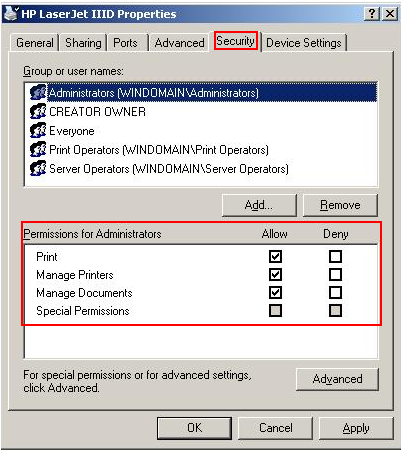 HP LaserJet IIID Properties
General Sharing Ports Advanced Security Device Settings
Group or user names:
Administrators (WINDOMAIN\Administrators)
CREATOR OWNER
Everyone
Print Operators (WINDOMAIN\Print Operators)
Server Operators (WINDOMAIN\Server Operators)
Add... Remove
Permissions for Administrators Allow Deny
Print
Manage Printers
Manage Documents
Special Permissions
For special permissions or for advanced settings,
click Advanced.
Advanced
OK Cancel Apply